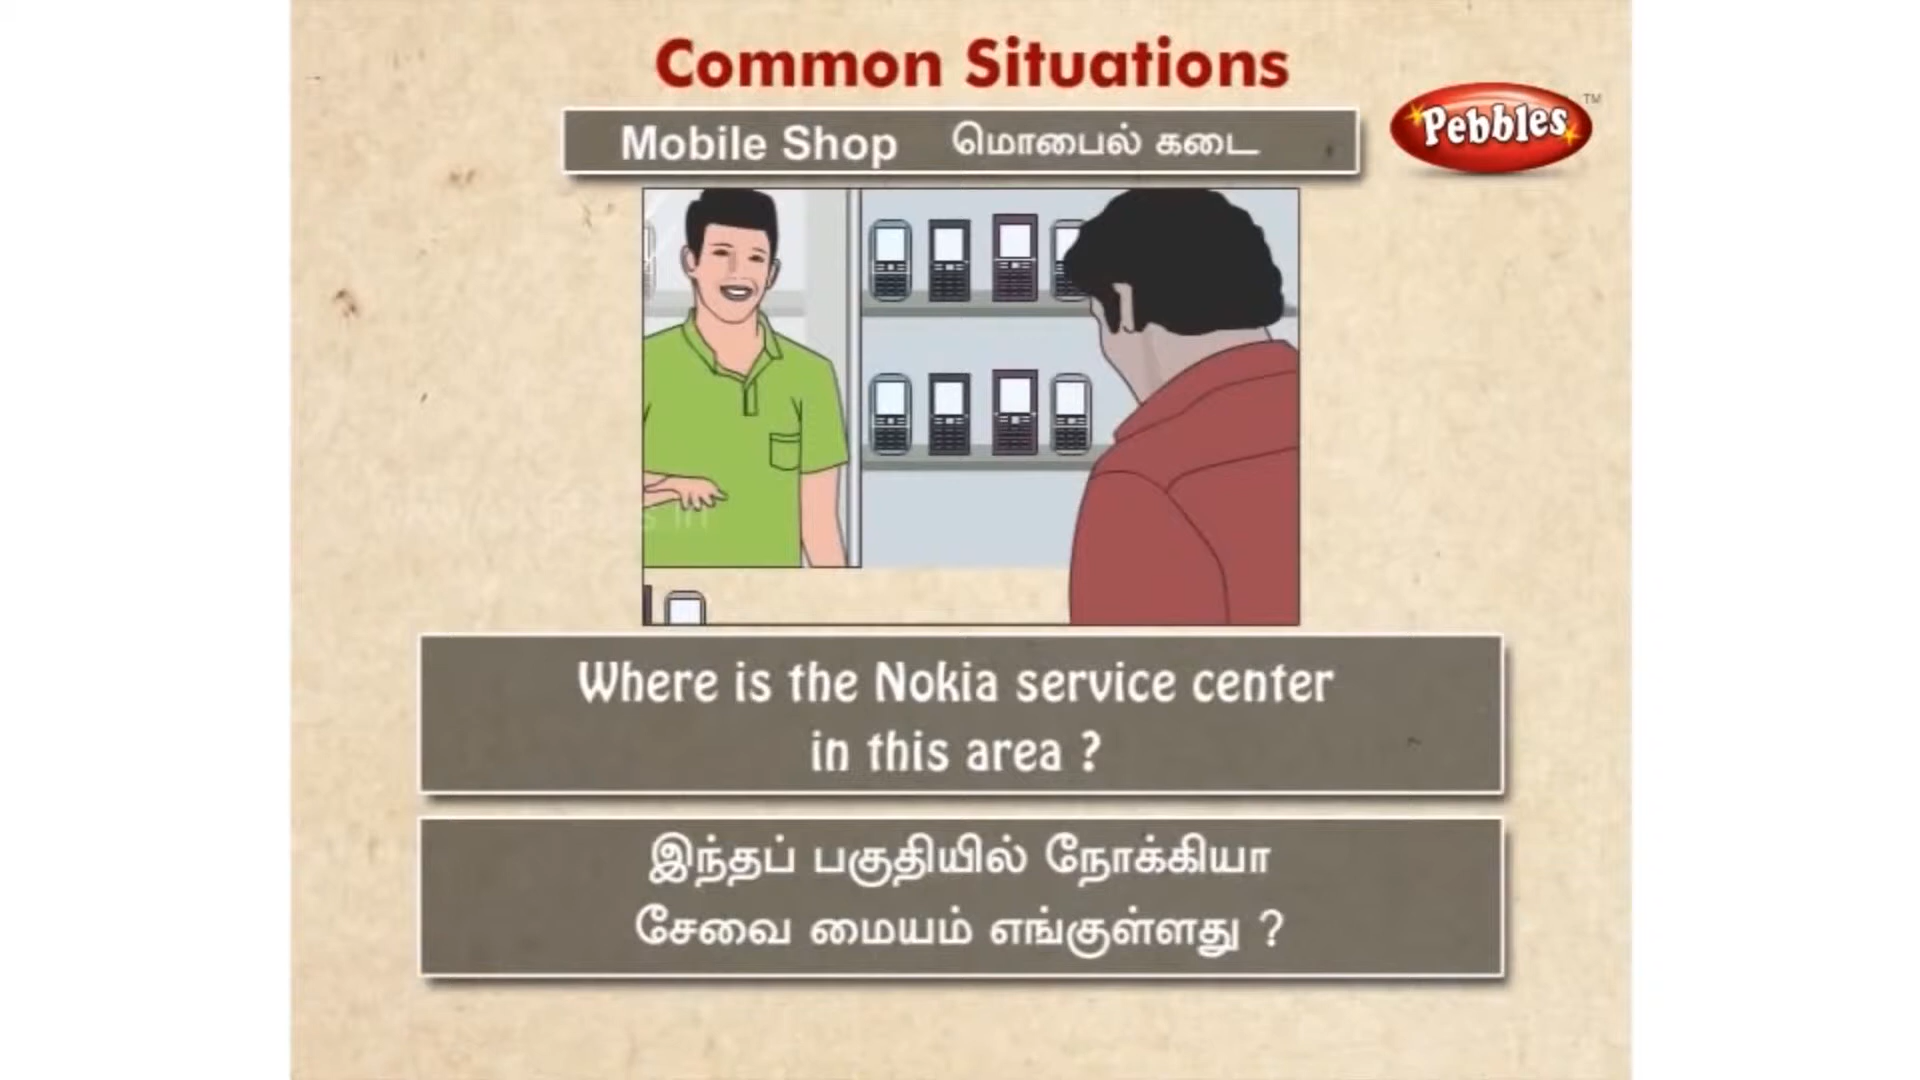 Common Situations
Mobile Shop மொபைல் கடை
Pebbles™
Where is the Nokia service center
in this area ?
இந்தப் பகுதியில் நோக்கியா
சேவை மையம் எங்குள்ளது ?